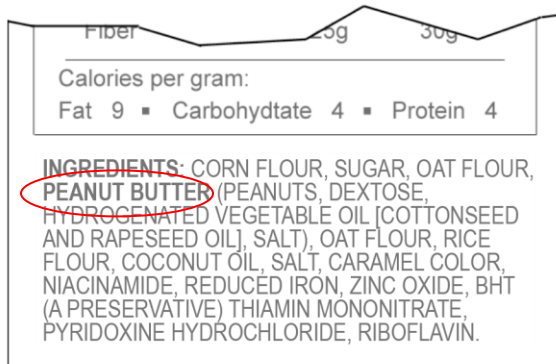 Fiber 25g 30g
Calories per gram:
Fat 9 ▪ Carbohydtate 4 ▪ Protein 4
INGREDIENTS: CORN FLOUR, SUGAR, OAT FLOUR,
PEANUT BUTTER (PEANUTS, DEXTOSE,
HYDROGENATED VEGETABLE OIL [COTTONSEED
AND RAPESEED OIL], SALT), OAT FLOUR, RICE
FLOUR, COCONUT OIL, SALT, CARAMEL COLOR,
NIACINAMIDE, REDUCED IRON, ZINC OXIDE, BHT
(A PRESERVATIVE) THIAMIN MONONITRATE,
PYRIDOXINE HYDROCHLORIDE, RIBOFLAVIN.